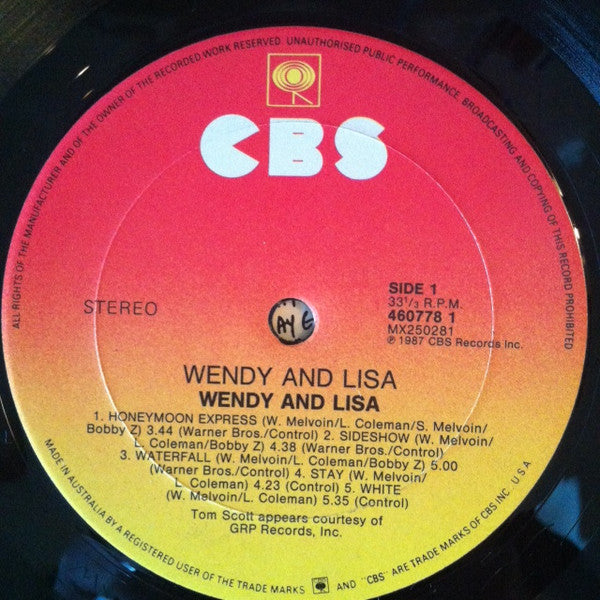 ALL RIGHTS OF THE MANUFACTURER AND OF THE OWNER OF THE RECORDED WORK RESERVED. UNAUTHORISED PUBLIC PERFORMANCE, BROADCASTING AND COPYING OF THIS RECORD PROHIBITED
CBS
STEREO
SIDE 1
33 1/3 R.P.M.
460778 1
MX250281
℗ 1987 CBS Records Inc.
WENDY AND LISA
WENDY AND LISA
1. HONEYMOON EXPRESS (W. Melvoin/L. Coleman/S. Melvoin/
Bobby Z) 3.44 (Warner Bros./Control) 2. SIDESHOW (W. Melvoin/
L. Coleman/Bobby Z) 4.38 (Warner Bros./Control)
3. WATERFALL (W. Melvoin/L. Coleman/Bobby Z) 5.00
(Warner Bros./Control) 4. STAY (W. Melvoin/
L. Coleman) 4.23 (Control) 5. WHITE
(W. Melvoin/L. Coleman) 5.35 (Control)
Tom Scott appears courtesy of
GRP Records, Inc.
MADE IN AUSTRALIA BY A REGISTERED USER OF THE TRADE MARKS AND "CBS" ARE TRADE MARKS OF CBS INC. U.S.A